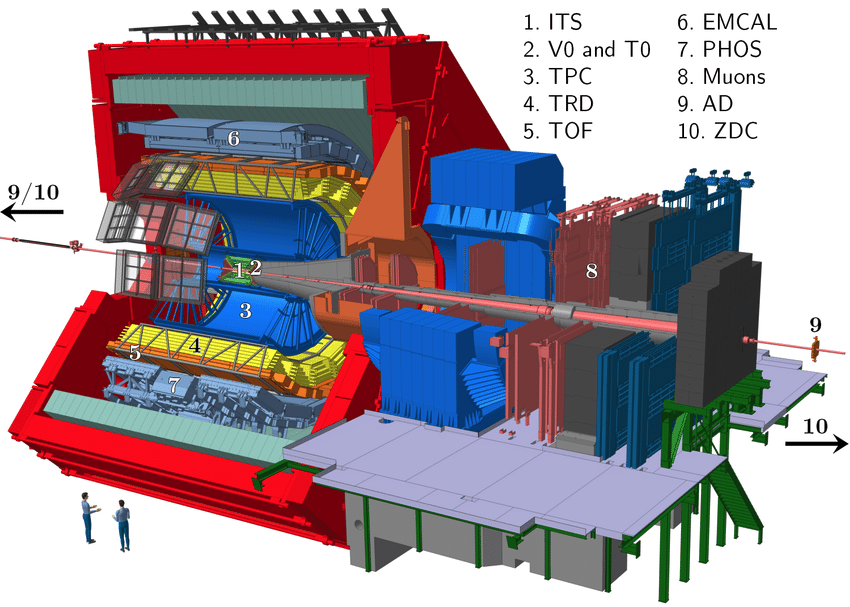 1. ITS
2. V0 and T0
3. TPC
4. TRD
5. TOF
6. EMCAL
7. PHOS
8. Muons
9. AD
10. ZDC
6
9/10
1
2
8
3
9
4
5
7
10